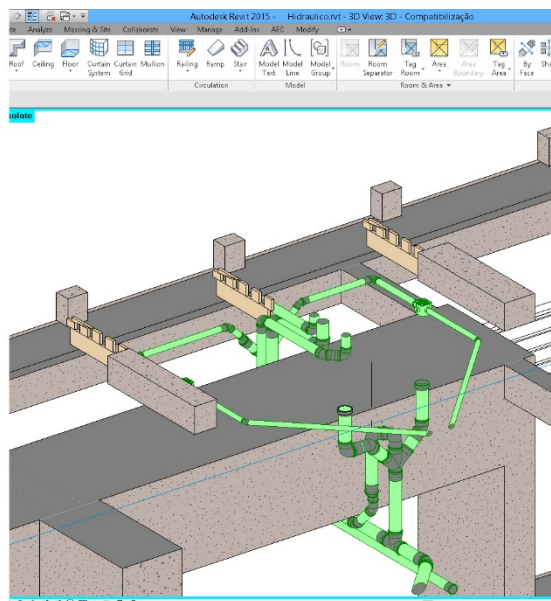 Autodesk Revit 2015 - Hidraulico.rvt - 3D View: 3D - Compatibilização
Analyze Massing & Site Collaborate View Manage Add-Ins AEC Modify
Roof Ceiling Floor Curtain System Curtain Grid Mullion Railing Ramp Stair Model Text Model Line Model Group Room Room Separator Tag Room Area Area Boundary Tag Area By Face
Circulation Model Room & Area